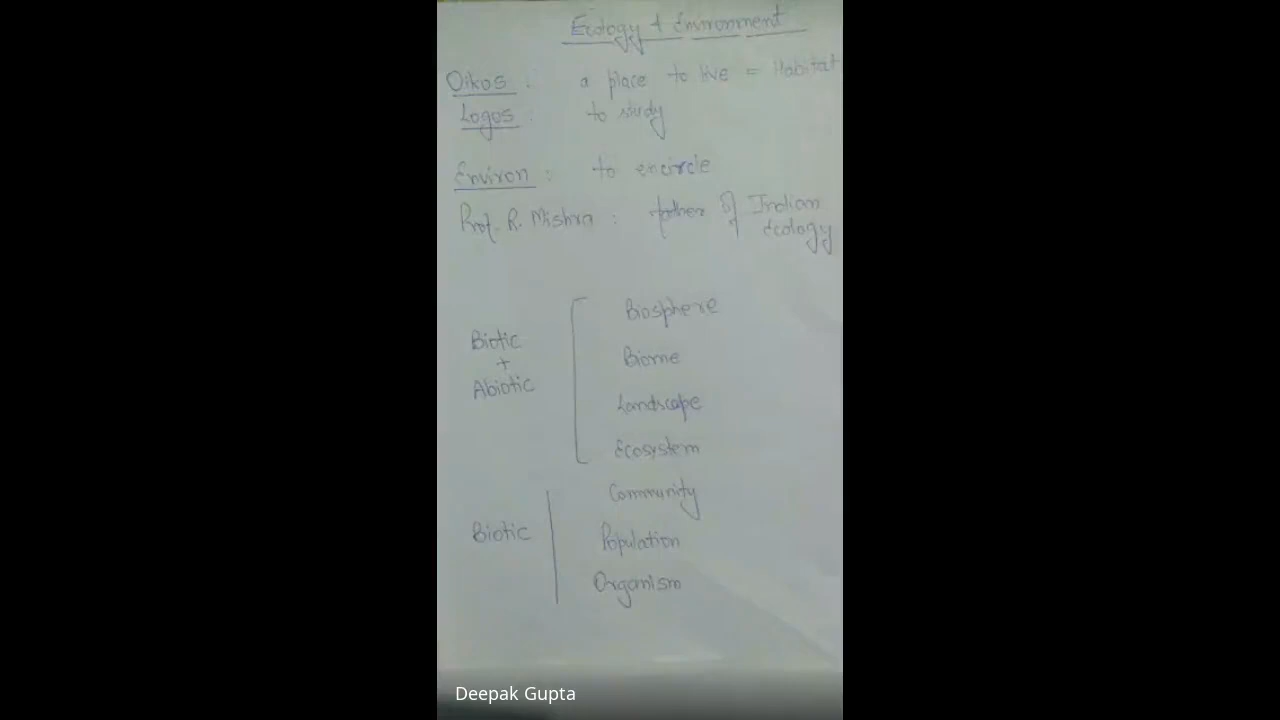 Ecology & Environment
Oikos : a place to live = Habitat
Logos : to study
Environ : to encircle
Prof. R. Mishra : father of Indian
Ecology
Biosphere
Biotic
+
Abiotic
Biome
Landscape
Ecosystem
Community
Biotic
Population
Organism
Deepak Gupta